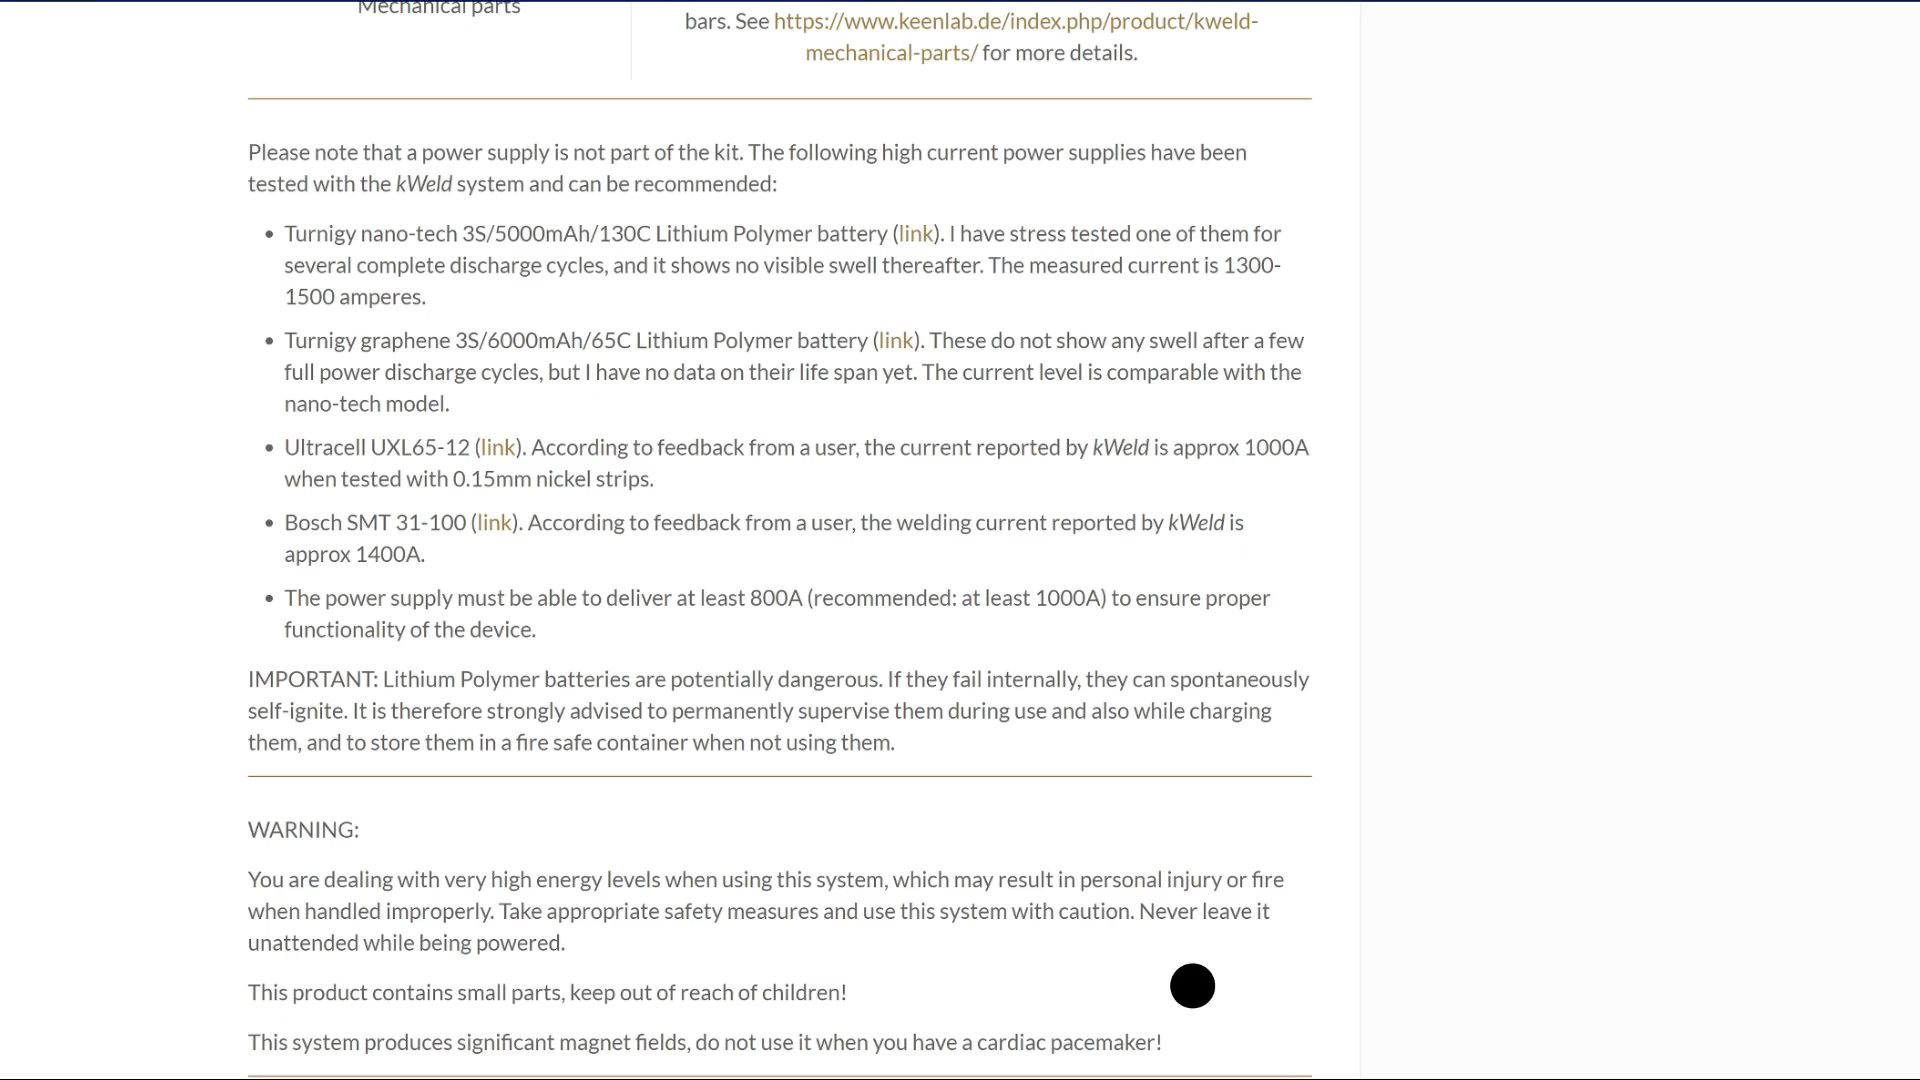 Mechanical parts
bars. See https://www.keenlab.de/index.php/product/kweld-
mechanical-parts/ for more details.
Please note that a power supply is not part of the kit. The following high current power supplies have been
tested with the kWeld system and can be recommended:
• Turnigy nano-tech 3S/5000mAh/130C Lithium Polymer battery (link). I have stress tested one of them for
several complete discharge cycles, and it shows no visible swell thereafter. The measured current is 1300-
1500 amperes.
• Turnigy graphene 3S/6000mAh/65C Lithium Polymer battery (link). These do not show any swell after a few
full power discharge cycles, but I have no data on their life span yet. The current level is comparable with the
nano-tech model.
• Ultracell UXL65-12 (link). According to feedback from a user, the current reported by kWeld is approx 1000A
when tested with 0.15mm nickel strips.
• Bosch SMT 31-100 (link). According to feedback from a user, the welding current reported by kWeld is
approx 1400A.
• The power supply must be able to deliver at least 800A (recommended: at least 1000A) to ensure proper
functionality of the device.
IMPORTANT: Lithium Polymer batteries are potentially dangerous. If they fail internally, they can spontaneously
self-ignite. It is therefore strongly advised to permanently supervise them during use and also while charging
them, and to store them in a fire safe container when not using them.
WARNING:
You are dealing with very high energy levels when using this system, which may result in personal injury or fire
when handled improperly. Take appropriate safety measures and use this system with caution. Never leave it
unattended while being powered.
This product contains small parts, keep out of reach of children!
This system produces significant magnet fields, do not use it when you have a cardiac pacemaker!